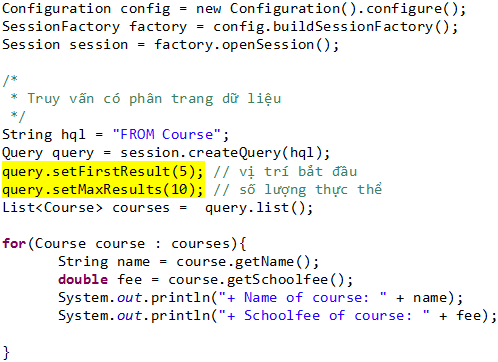 Configuration config = new Configuration().configure();
SessionFactory factory = config.buildSessionFactory();
Session session = factory.openSession();
/*
 * Truy vấn có phân trang dữ liệu
 */
String hql = "FROM Course";
Query query = session.createQuery(hql);
query.setFirstResult(5); // vị trí bắt đầu
query.setMaxResults(10); // số lượng thực thể
List<Course> courses =  query.list();
for(Course course : courses){
String name = course.getName();
double fee = course.getSchoolfee();
System.out.println("+ Name of course: " + name);
System.out.println("+ Schoolfee of course: " + fee);
}